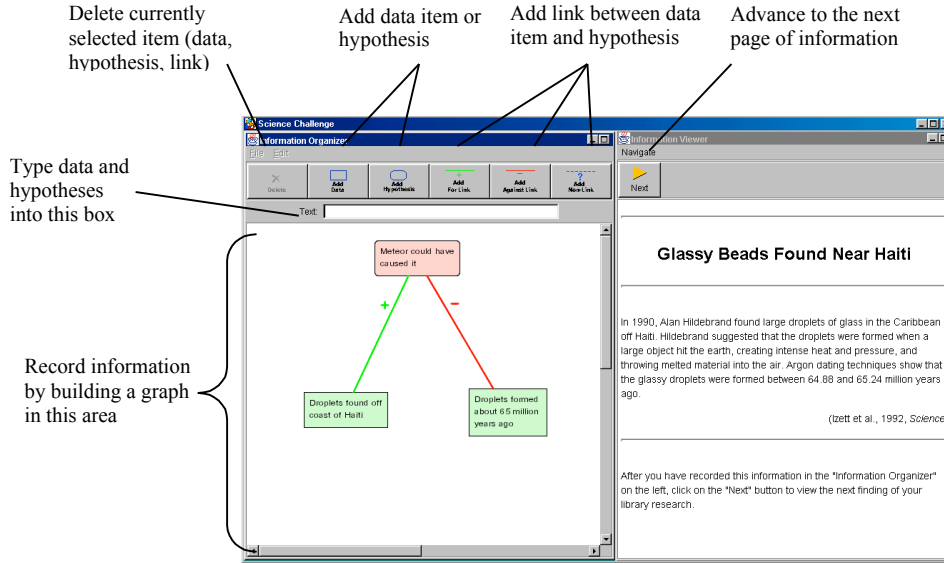 Delete currently
selected item (data,
hypothesis, link)
Add data item or
hypothesis
Add link between data
item and hypothesis
Advance to the next
page of information
Type data and
hypotheses
into this box
Record information
by building a graph
in this area
Science Challenge
Information Organizer
File Edit
Delete
Add
Data
Add
Hypothesis
+
Add
For Link
−
Add
Against Link
?
Add
Non-Link
Text:
Meteor could have
caused it
+
−
Droplets found off
coast of Haiti
Droplets formed
about 65 million
years ago
Information Viewer
Navigate
Next
Glassy Beads Found Near Haiti
In 1990, Alan Hildebrand found large droplets of glass in the Caribbean
off Haiti. Hildebrand suggested that the droplets were formed when a
large object hit the earth, creating intense heat and pressure, and
throwing melted material into the air. Argon dating techniques show that
the glassy droplets were formed between 64.88 and 65.24 million years
ago.
(Izett et al., 1992, Science
After you have recorded this information in the "Information Organizer"
on the left, click on the "Next" button to view the next finding of your
library research.